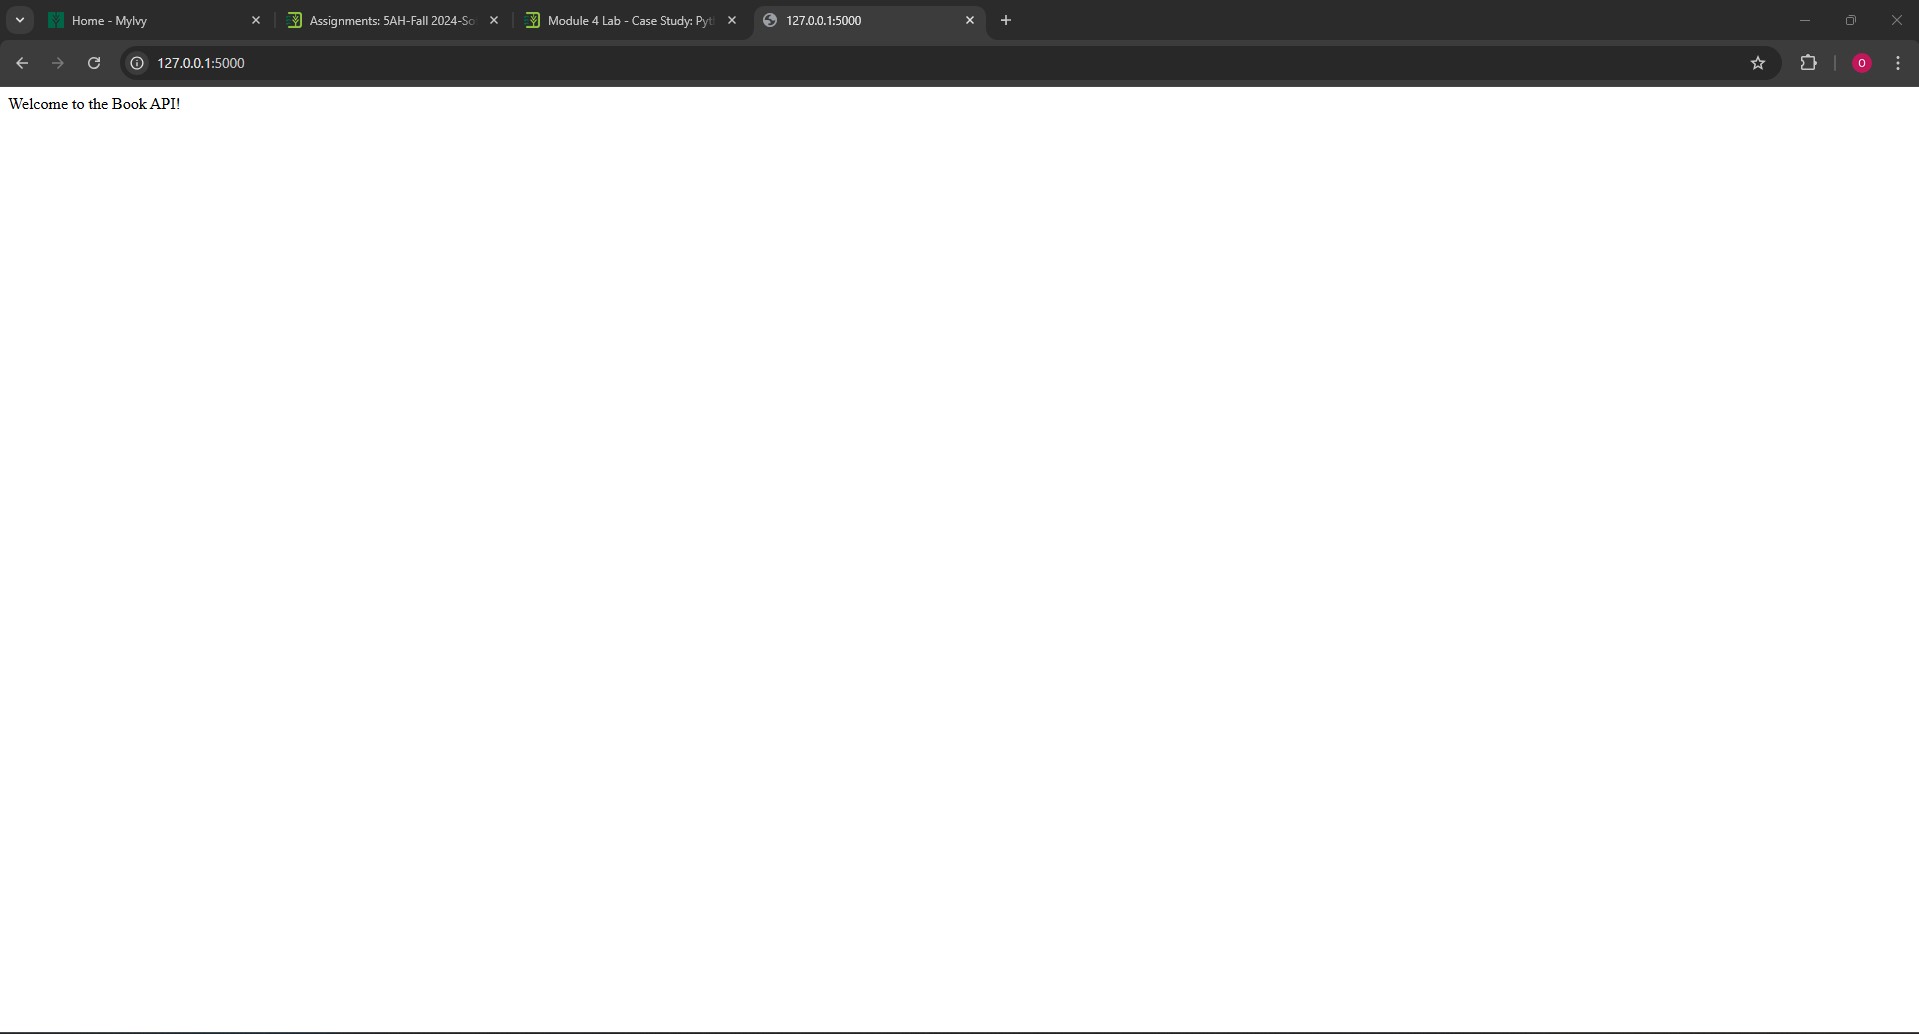 Home - MyIvy
Assignments: 5AH-Fall 2024-So
Module 4 Lab - Case Study: Pyt
127.0.0.1:5000
127.0.0.1:5000
O
Welcome to the Book API!